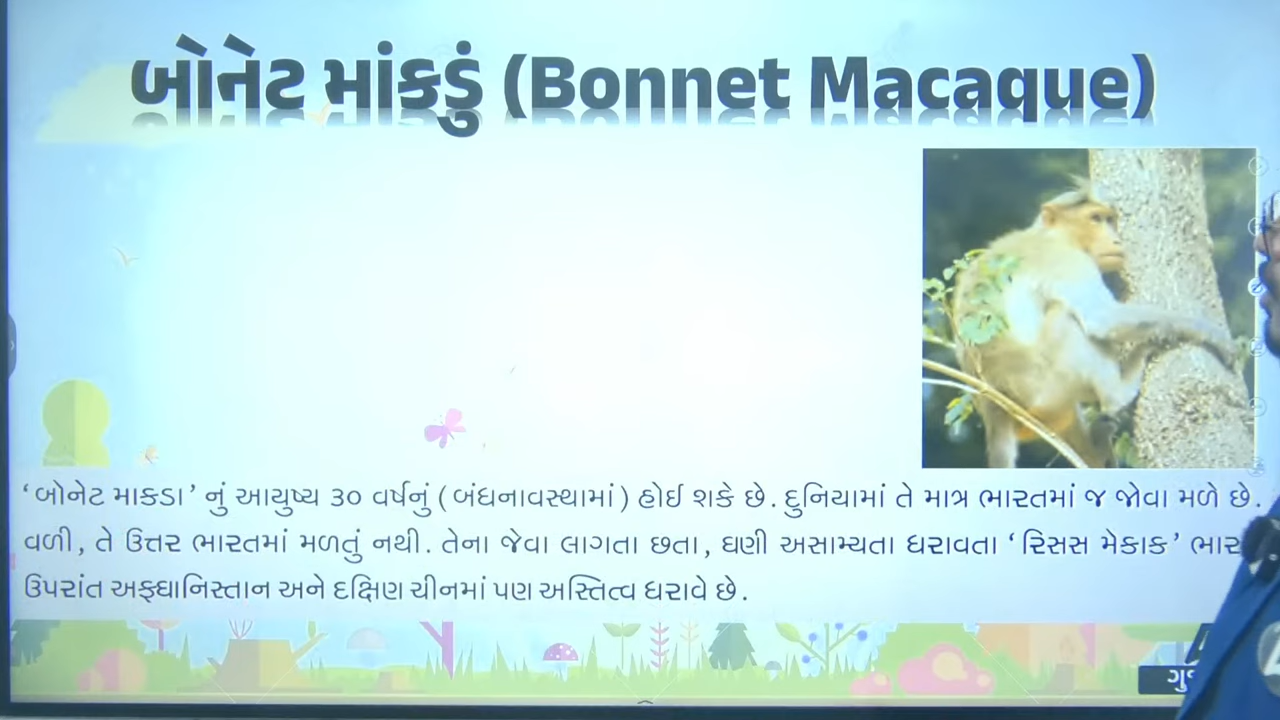 બોનેટ માંકડું (Bonnet Macaque)
‘બોનેટ માકડા’ નું આયુષ્ય ૩૦ વર્ષનું (બંધનાવસ્થામાં) હોઈ શકે છે. દુનિયામાં તે માત્ર ભારતમાં જ જોવા મળે છે.
વળી, તે ઉત્તર ભારતમાં મળતું નથી. તેના જેવા લાગતા છતા, ઘણી અસામ્યતા ધરાવતા ‘રિસસ મેકાક’
ઉપરાંત અફઘાનિસ્તાન અને દક્ષિણ ચીનમાં પણ અસ્તિત્વ ધરાવે છે.